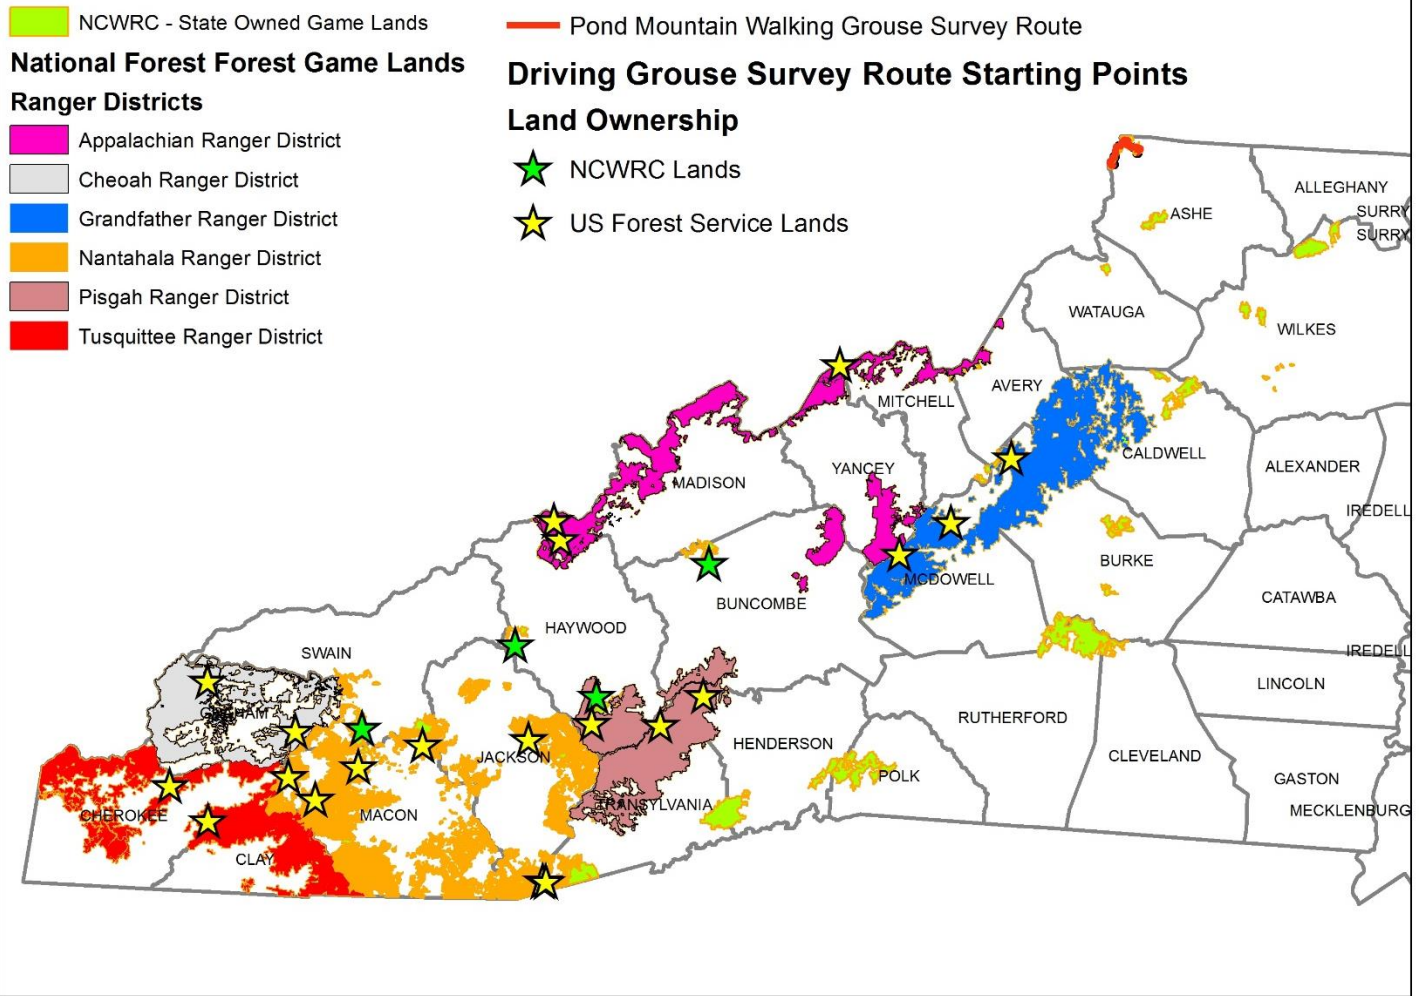 NCWRC - State Owned Game Lands
National Forest Forest Game Lands
Ranger Districts
Appalachian Ranger District
Cheoah Ranger District
Grandfather Ranger District
Nantahala Ranger District
Pisgah Ranger District
Tusquittee Ranger District
Pond Mountain Walking Grouse Survey Route
Driving Grouse Survey Route Starting Points
Land Ownership
NCWRC Lands
US Forest Service Lands
ALLEGHANY
ASHE
SURRY
SURRY
WATAUGA
WILKES
AVERY
MITCHELL
CALDWELL
ALEXANDER
YANCEY
MADISON
IREDELL
BURKE
MCDOWELL
CATAWBA
BUNCOMBE
HAYWOOD
SWAIN
IREDELL
LINCOLN
GRAHAM
RUTHERFORD
HENDERSON
JACKSON
CLEVELAND
POLK
GASTON
TRANSYLVANIA
MECKLENBURG
CHEROKEE
MACON
CLAY